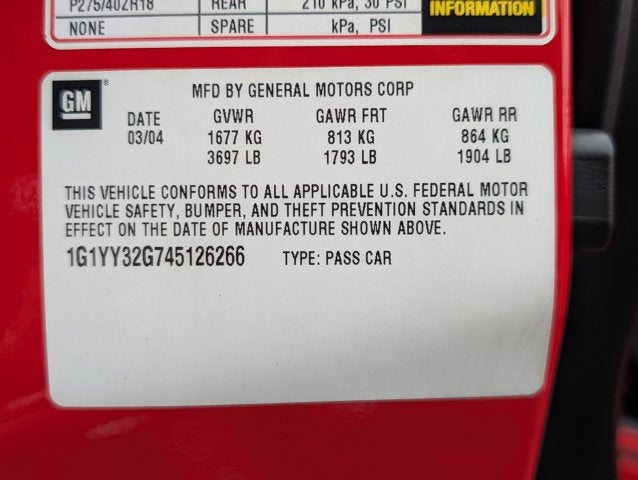 P275/40ZR18 REAR 210 kPa, 30 PSI
INFORMATION
NONE SPARE kPa, PSI
GM ®
MFD BY GENERAL MOTORS CORP
DATE GVWR GAWR FRT GAWR RR
03/04 1677 KG 813 KG 864 KG
3697 LB 1793 LB 1904 LB
THIS VEHICLE CONFORMS TO ALL APPLICABLE U.S. FEDERAL MOTOR
VEHICLE SAFETY, BUMPER, AND THEFT PREVENTION STANDARDS IN
EFFECT ON THE DATE OF MANUFACTURE SHOWN ABOVE.
1G1YY32G745126266 TYPE: PASS CAR